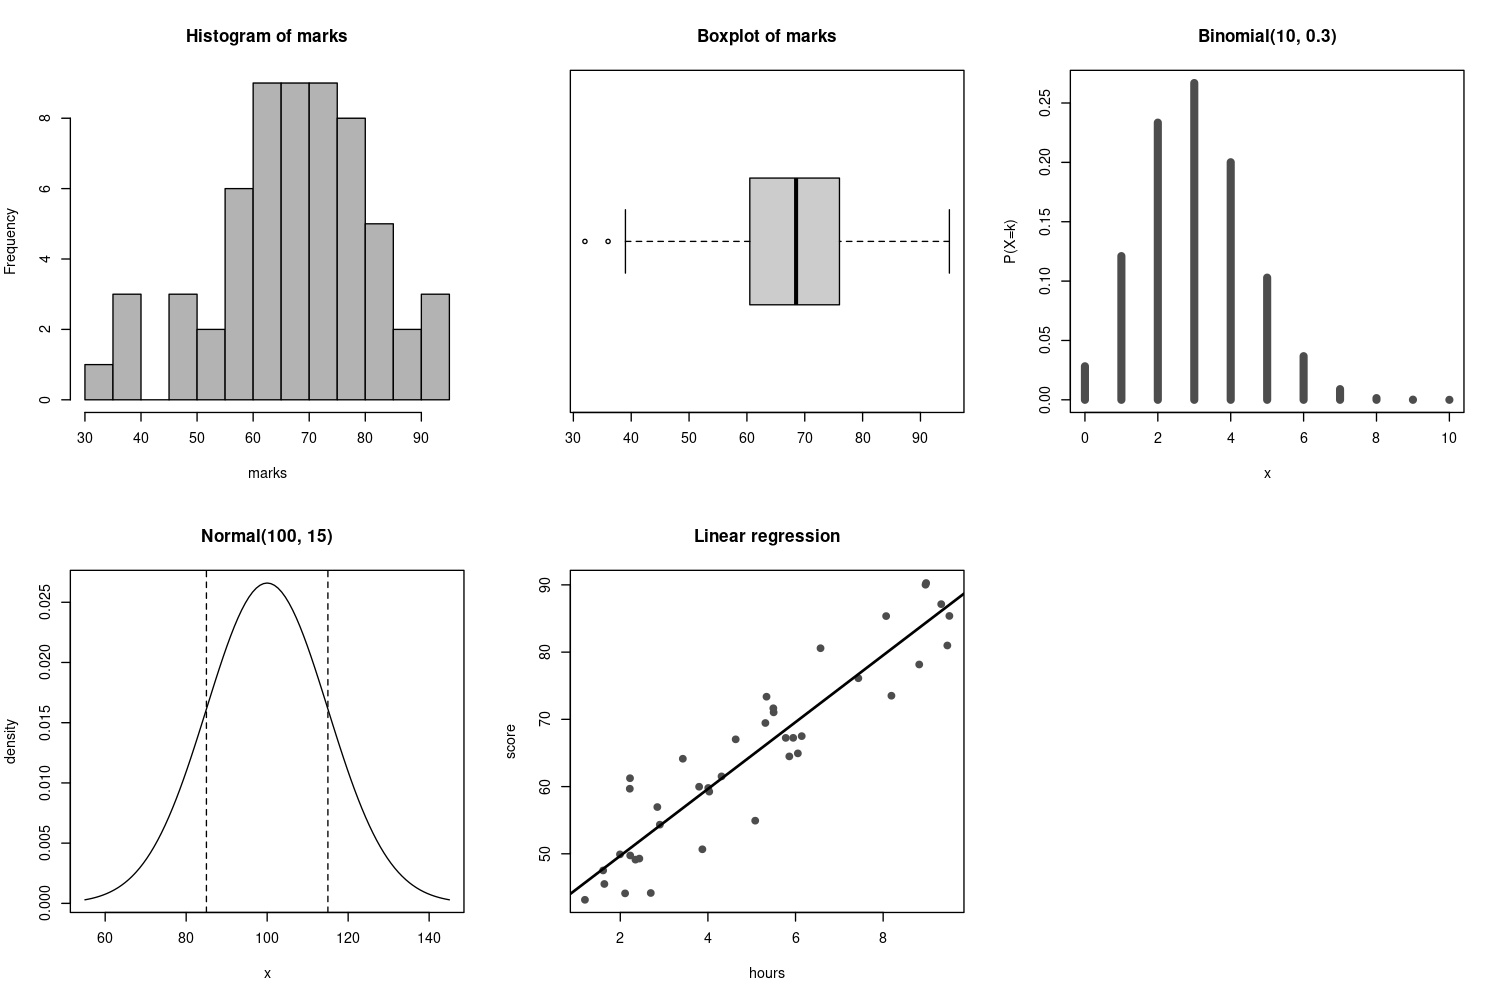 Histogram of marks
Frequency
0 2 4 6 8
30 40 50 60 70 80 90
marks
Boxplot of marks
30 40 50 60 70 80 90
Binomial(10, 0.3)
P(X=k)
0.00 0.05 0.10 0.15 0.20 0.25
0 2 4 6 8 10
x
Normal(100, 15)
density
0.000 0.005 0.010 0.015 0.020 0.025
60 80 100 120 140
x
Linear regression
score
50 60 70 80 90
2 4 6 8
hours